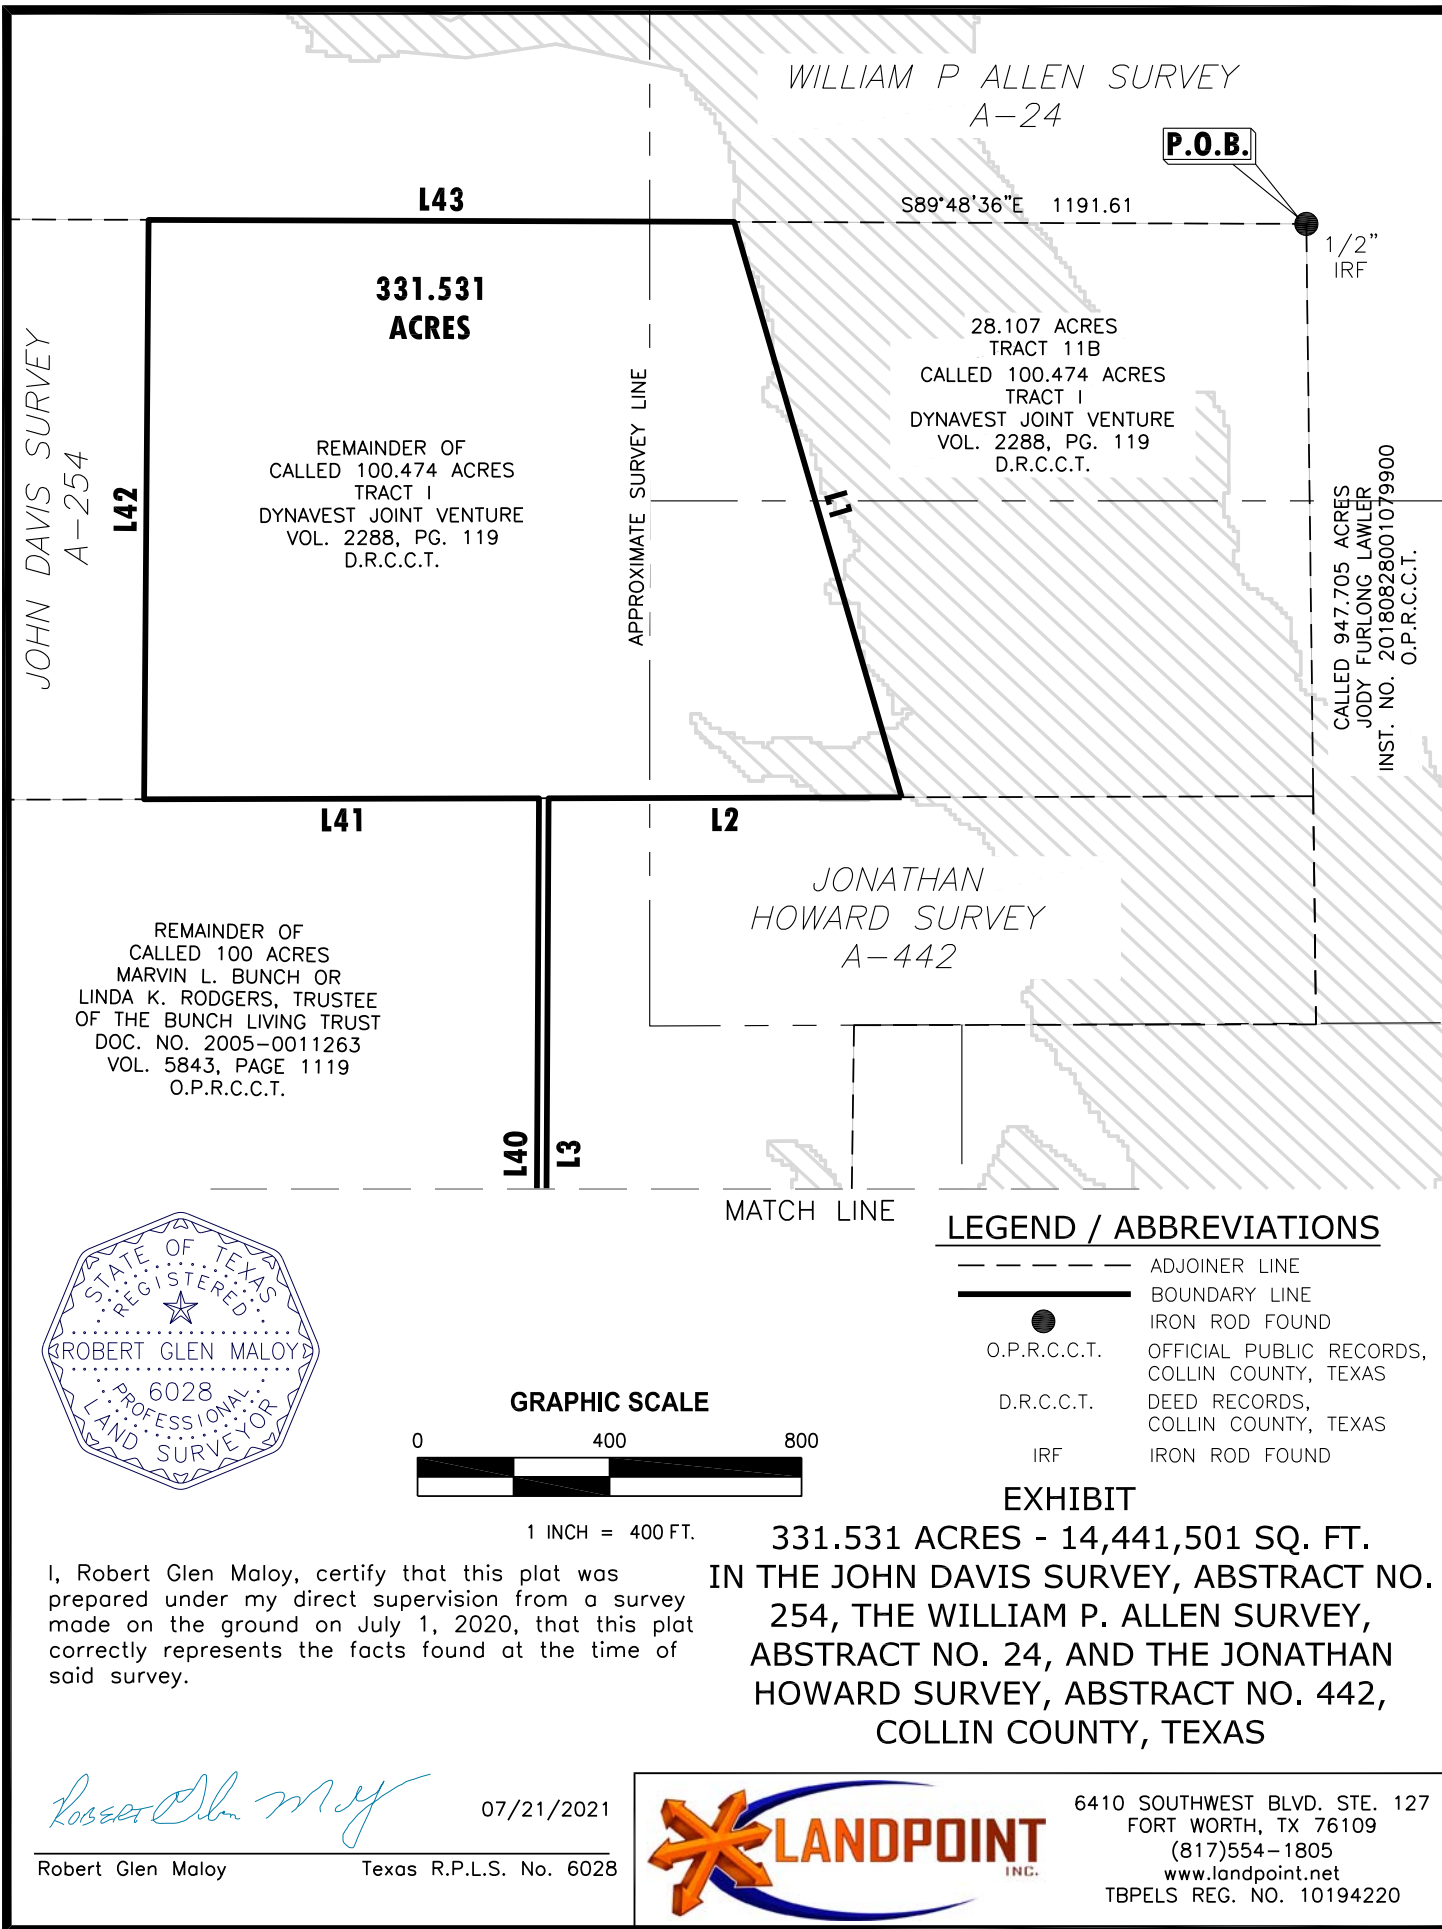 WILLIAM P ALLEN SURVEY
A-24
P.O.B.
L43
S89°48'36"E 1191.61
1/2"
IRF
331.531
ACRES
28.107 ACRES
TRACT 11B
CALLED 100.474 ACRES
TRACT I
DYNAVEST JOINT VENTURE
VOL. 2288, PG. 119
D.R.C.C.T.
JOHN DAVIS SURVEY
A-254
L42
REMAINDER OF
CALLED 100.474 ACRES
TRACT I
DYNAVEST JOINT VENTURE
VOL. 2288, PG. 119
D.R.C.C.T.
APPROXIMATE SURVEY LINE
L1
CALLED 947.705 ACRES
JODY FURLONG LAWLER
INST. NO. 20180828001079900
O.P.R.C.C.T.
L41
L2
JONATHAN
HOWARD SURVEY
A-442
REMAINDER OF
CALLED 100 ACRES
MARVIN L. BUNCH OR
LINDA K. RODGERS, TRUSTEE
OF THE BUNCH LIVING TRUST
DOC. NO. 2005-0011263
VOL. 5843, PAGE 1119
O.P.R.C.C.T.
L40
L3
MATCH LINE
LEGEND / ABBREVIATIONS
ADJOINER LINE
BOUNDARY LINE
IRON ROD FOUND
O.P.R.C.C.T. OFFICIAL PUBLIC RECORDS,
COLLIN COUNTY, TEXAS
D.R.C.C.T. DEED RECORDS,
COLLIN COUNTY, TEXAS
IRF IRON ROD FOUND
STATE OF TEXAS
REGISTERED
ROBERT GLEN MALOY
6028
PROFESSIONAL
LAND SURVEYOR
GRAPHIC SCALE
0 400 800
1 INCH = 400 FT.
EXHIBIT
331.531 ACRES - 14,441,501 SQ. FT.
IN THE JOHN DAVIS SURVEY, ABSTRACT NO.
254, THE WILLIAM P. ALLEN SURVEY,
ABSTRACT NO. 24, AND THE JONATHAN
HOWARD SURVEY, ABSTRACT NO. 442,
COLLIN COUNTY, TEXAS
I, Robert Glen Maloy, certify that this plat was
prepared under my direct supervision from a survey
made on the ground on July 1, 2020, that this plat
correctly represents the facts found at the time of
said survey.
Robert Glen Maloy
07/21/2021
Robert Glen Maloy Texas R.P.L.S. No. 6028
LANDPOINT
INC.
6410 SOUTHWEST BLVD. STE. 127
FORT WORTH, TX 76109
(817)554-1805
www.landpoint.net
TBPELS REG. NO. 10194220